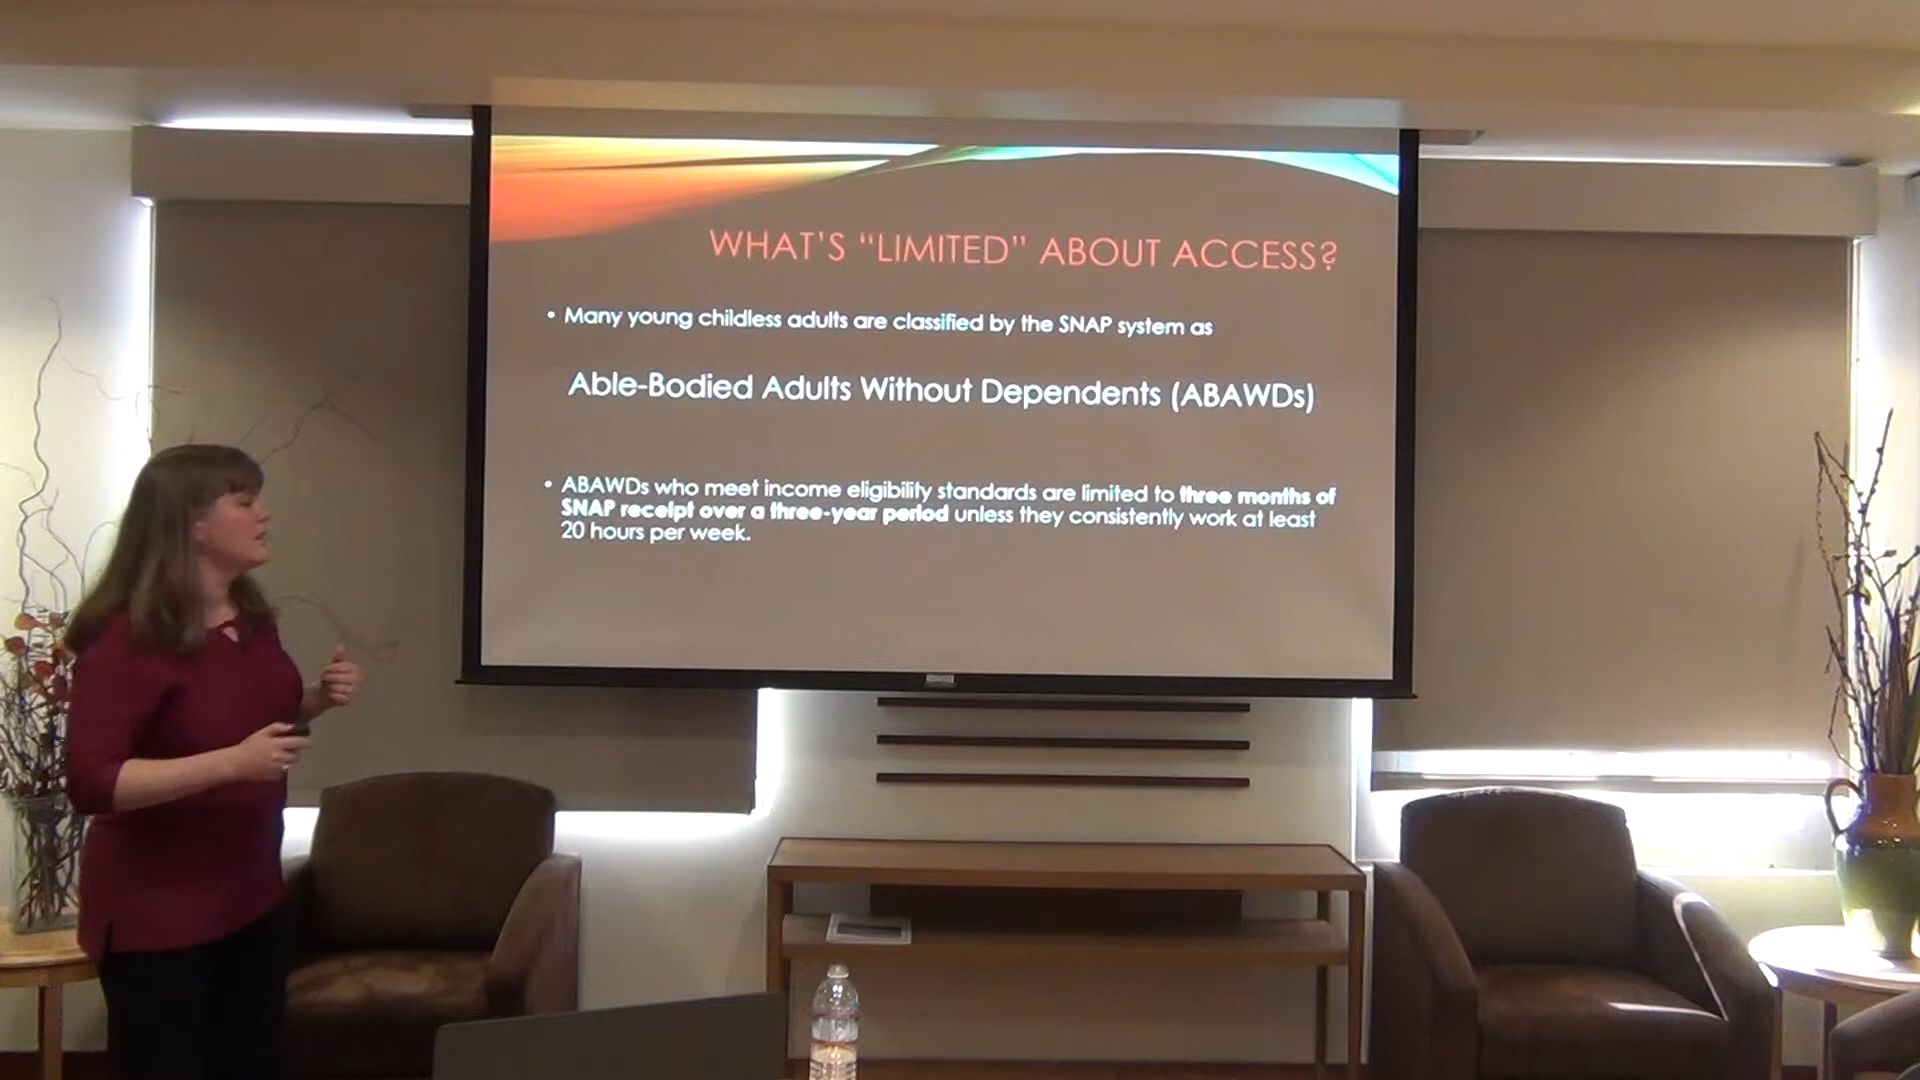 WHAT'S “LIMITED” ABOUT ACCESS?
• Many young childless adults are classified by the SNAP system as
Able-Bodied Adults Without Dependents (ABAWDs)
• ABAWDs who meet income eligibility standards are limited to three months of
SNAP receipt over a three-year period unless they consistently work at least
20 hours per week.